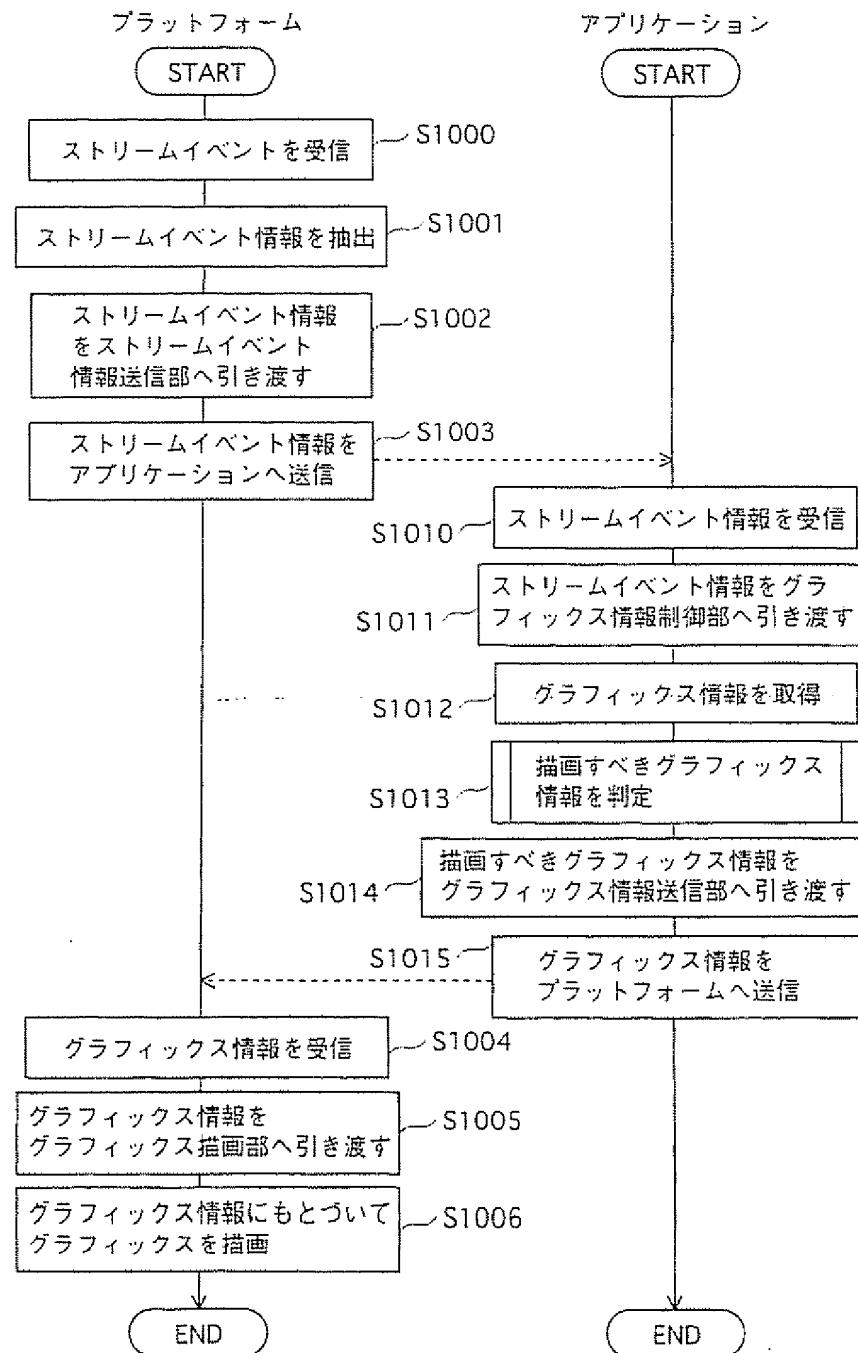 プラットフォーム
アプリケーション
START
START
ストリームイベントを受信
S1000
ストリームイベント情報を抽出
S1001
ストリームイベント情報
をストリームイベント
情報送信部へ引き渡す
S1002
ストリームイベント情報を
アプリケーションへ送信
S1003
S1010
ストリームイベント情報を受信
S1011
ストリームイベント情報をグラ
フィックス情報制御部へ引き渡す
S1012
グラフィックス情報を取得
S1013
描画すべきグラフィックス
情報を判定
S1014
描画すべきグラフィックス情報を
グラフィックス情報送信部へ引き渡す
S1015
グラフィックス情報を
プラットフォームへ送信
グラフィックス情報を受信
S1004
グラフィックス情報を
グラフィックス描画部へ引き渡す
S1005
グラフィックス情報にもとづいて
グラフィックスを描画
S1006
END
END